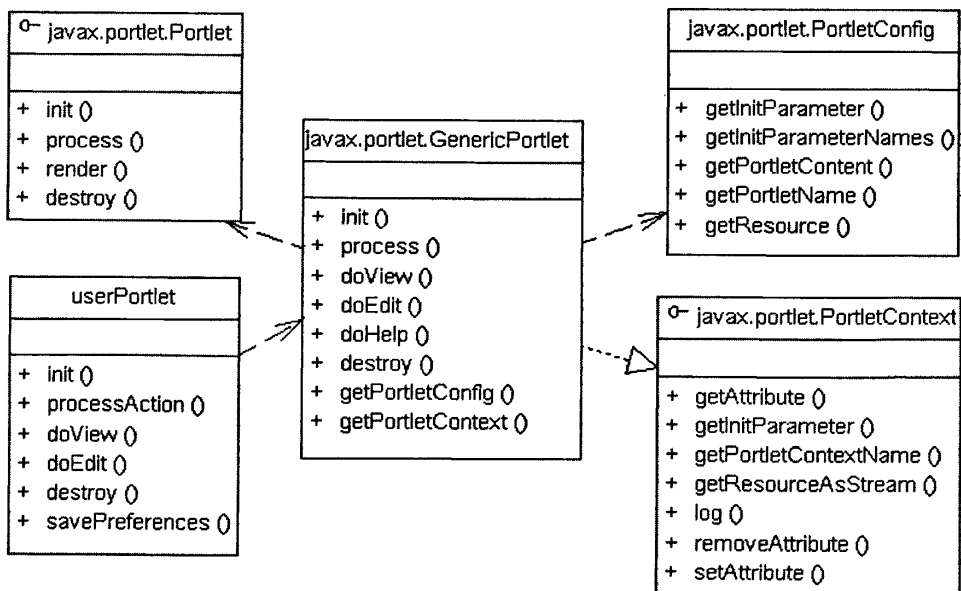 javax.portlet.Portlet
+ init ()
+ process ()
+ render ()
+ destroy ()
userPortlet
+ init ()
+ processAction ()
+ doView ()
+ doEdit ()
+ destroy ()
+ savePreferences ()
javax.portlet.GenericPortlet
+ init ()
+ process ()
+ doView ()
+ doEdit ()
+ doHelp ()
+ destroy ()
+ getPortletConfig ()
+ getPortletContext ()
javax.portlet.PortletConfig
+ getInitParameter ()
+ getInitParameterNames ()
+ getPortletContent ()
+ getPortletName ()
+ getResource ()
javax.portlet.PortletContext
+ getAttribute ()
+ getInitParameter ()
+ getPortletContextName ()
+ getResourceAsStream ()
+ log ()
+ removeAttribute ()
+ setAttribute ()